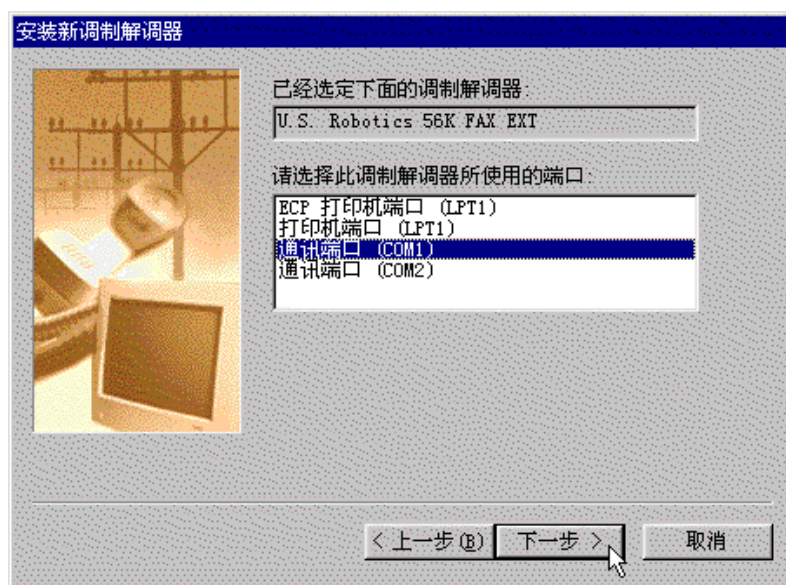 安装新调制解调器
已经选定下面的调制解调器:
U.S. Robotics 56K FAX EXT
请选择此调制解调器所使用的端口:
ECP 打印机端口 (LPT1)
打印机端口 (LPT1)
通讯端口 (COM1)
通讯端口 (COM2)
< 上一步(B) 下一步 > 取消